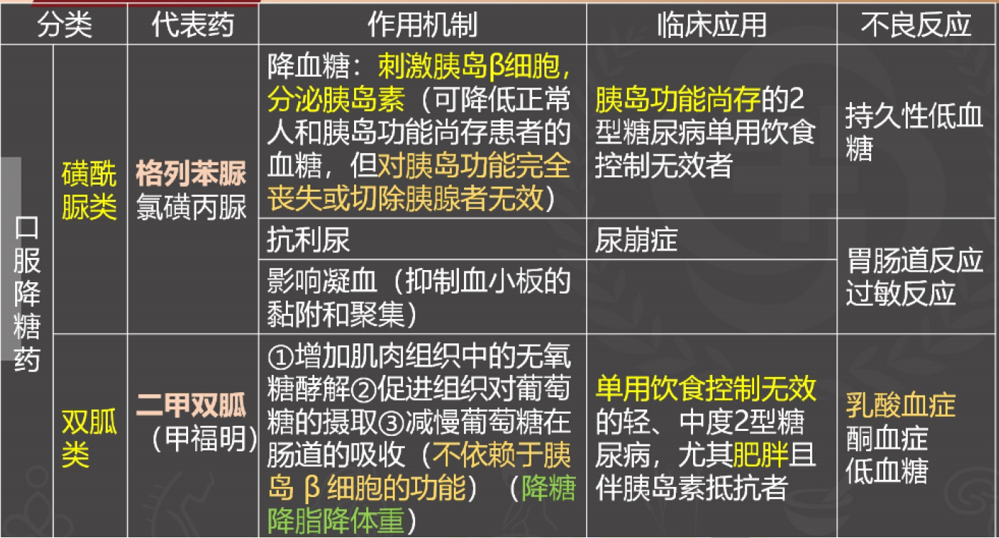 分类
代表药
作用机制
临床应用
不良反应
口
服
降
糖
药
磺酰
脲类
格列苯脲
氯磺丙脲
降血糖：刺激胰岛β细胞，
分泌胰岛素（可降低正常
人和胰岛功能尚存患者的
血糖，但对胰岛功能完全
丧失或切除胰腺者无效）
胰岛功能尚存的2
型糖尿病单用饮食
控制无效者
持久性低血
糖
抗利尿
尿崩症
影响凝血（抑制血小板的
黏附和聚集）
胃肠道反应
过敏反应
双胍
类
二甲双胍
（甲福明）
①增加肌肉组织中的无氧
糖酵解②促进组织对葡萄
糖的摄取③减慢葡萄糖在
肠道的吸收（不依赖于胰
岛 β 细胞的功能）（降糖
降脂降体重）
单用饮食控制无效
的轻、中度2型糖
尿病，尤其肥胖且
伴胰岛素抵抗者
乳酸血症
酮血症
低血糖